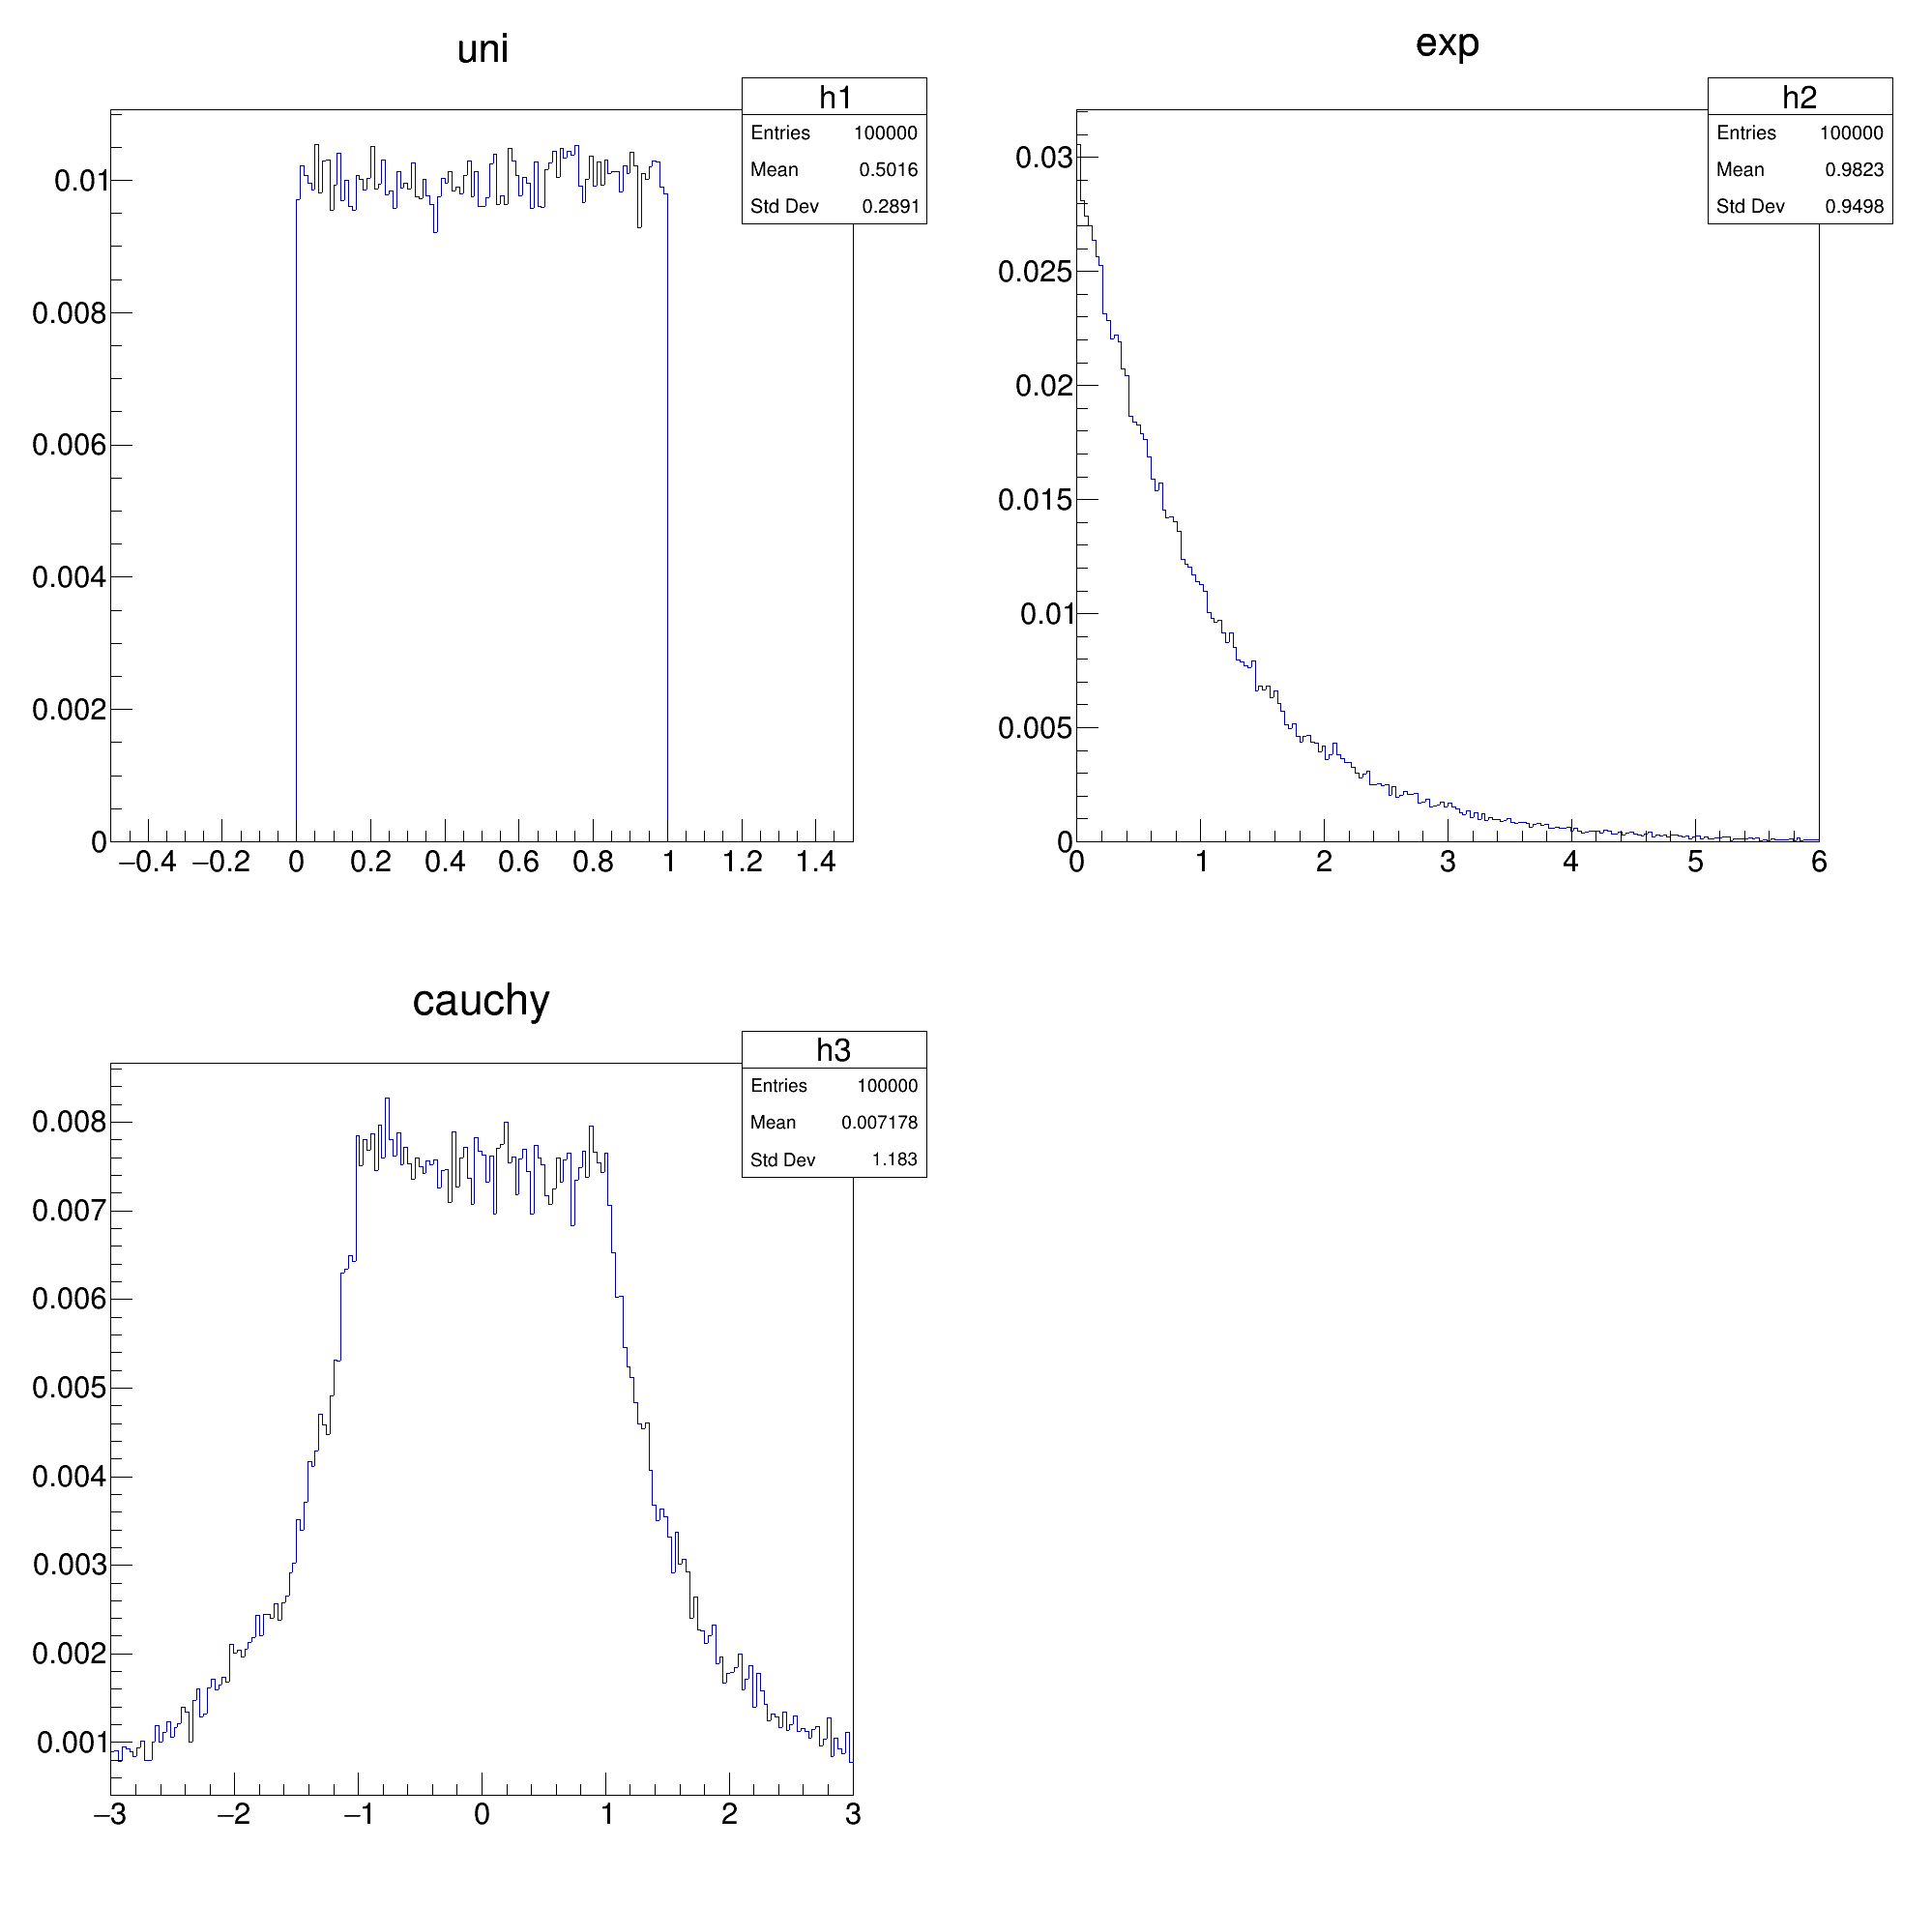 uni
h1
Entries 100000
Mean 0.5016
Std Dev 0.2891
0.01
0.008
0.006
0.004
0.002
0
−0.4 −0.2 0 0.2 0.4 0.6 0.8 1 1.2 1.4
exp
h2
Entries 100000
Mean 0.9823
Std Dev 0.9498
0.03
0.025
0.02
0.015
0.01
0.005
0
0 1 2 3 4 5 6
cauchy
h3
Entries 100000
Mean 0.007178
Std Dev 1.183
0.008
0.007
0.006
0.005
0.004
0.003
0.002
0.001
−3 −2 −1 0 1 2 3